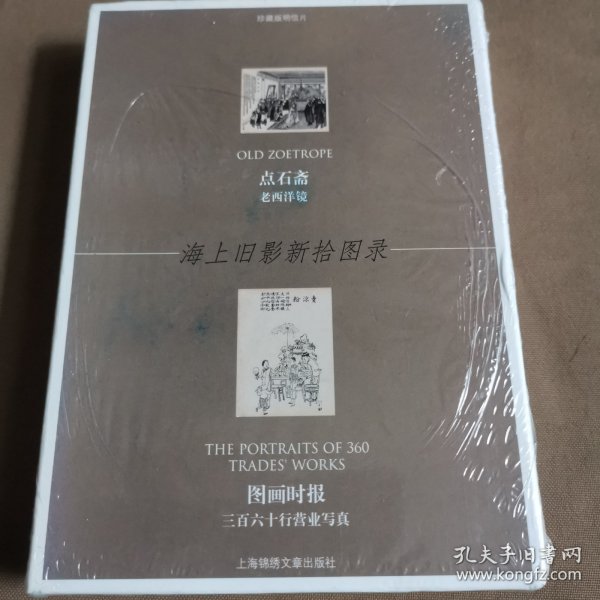 珍藏版明信片
OLD ZOETROPE
点石斋
老西洋镜
海上旧影新拾图录
卖凉粉
THE PORTRAITS OF 360
TRADES' WORKS
图画时报
三百六十行营业写真
上海锦绣文章出版社
孔夫子旧书网
www.kongfz.com